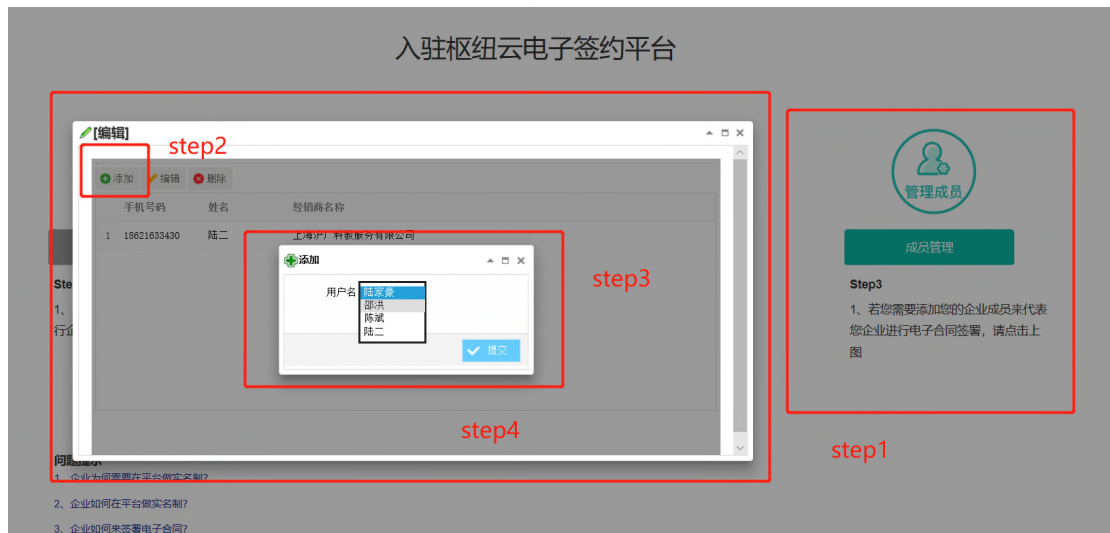 入驻枢纽云电子签约平台
[编辑]
step2
添加 编辑 删除
手机号码 姓名 经销商名称
1 18621633430 陆二 上海沪广科教服务有限公司
添加
step3
用户名 陆家豪
邵洪
陈斌
陆二
提交
step4
管理成员
成员管理
Step3
1、若您需要添加您的企业成员来代表
您企业进行电子合同签署，请点击上
图
step1
Ste
1、
行企
问题提示
1、企业为何需要在平台做实名制?
2、企业如何在平台做实名制?
3、企业如何来签署电子合同?